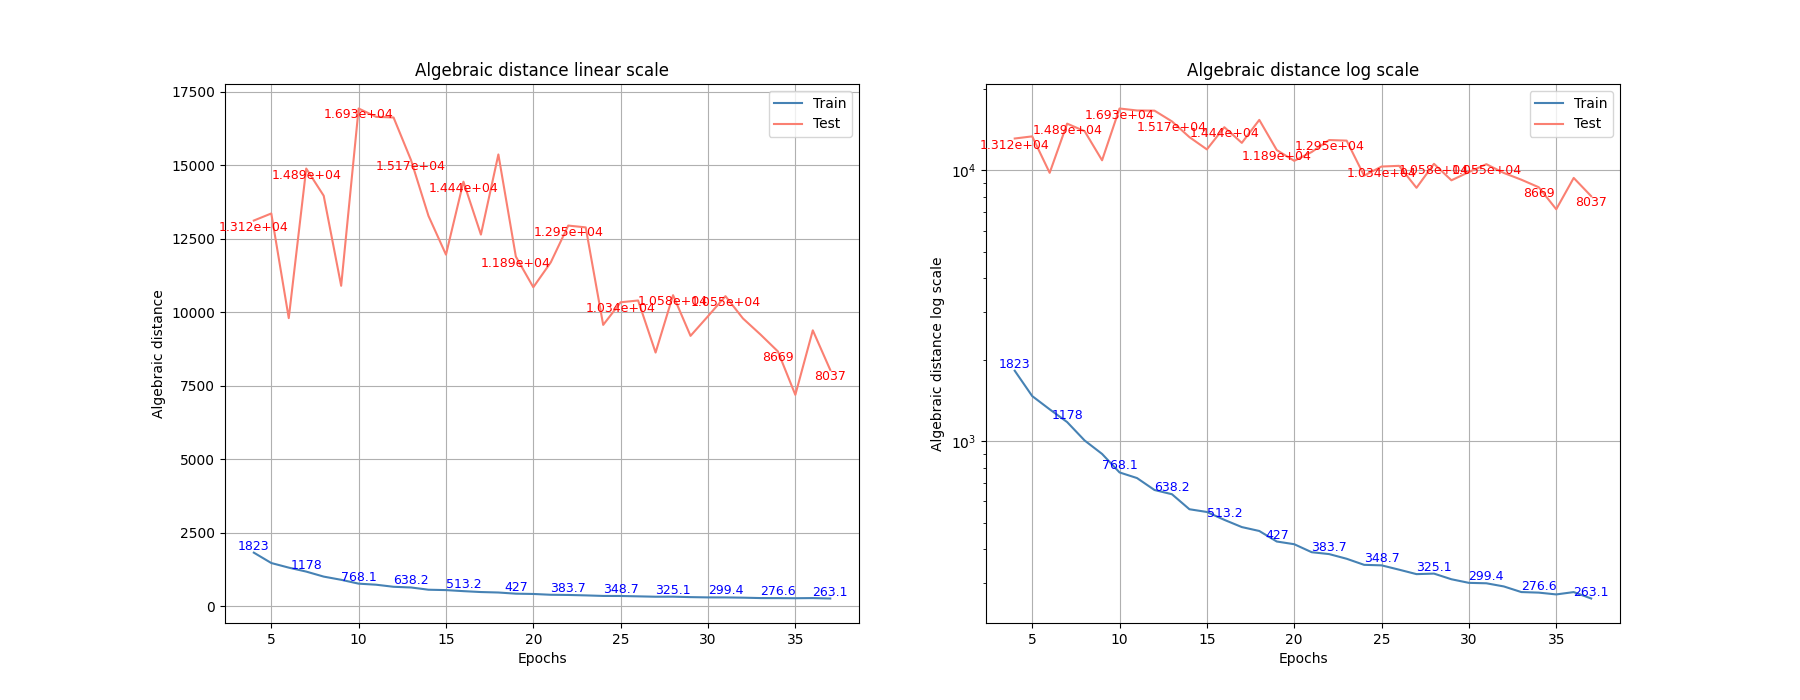 Algebraic distance linear scale
Algebraic distance
17500
15000
12500
10000
7500
5000
2500
0
5
10
15
20
25
30
35
Epochs
Train
Test
1.312e+04
1.489e+04
1.693e+04
1.517e+04
1.444e+04
1.189e+04
1.295e+04
1.034e+04
1.058e+04
1.055e+04
8669
8037
1823
1178
768.1
638.2
513.2
427
383.7
348.7
325.1
299.4
276.6
263.1
Algebraic distance log scale
Algebraic distance log scale
10⁴
10³
5
10
15
20
25
30
35
Epochs
Train
Test
1.312e+04
1.489e+04
1.693e+04
1.517e+04
1.444e+04
1.189e+04
1.295e+04
1.034e+04
1.058e+04
1.055e+04
8669
8037
1823
1178
768.1
638.2
513.2
427
383.7
348.7
325.1
299.4
276.6
263.1